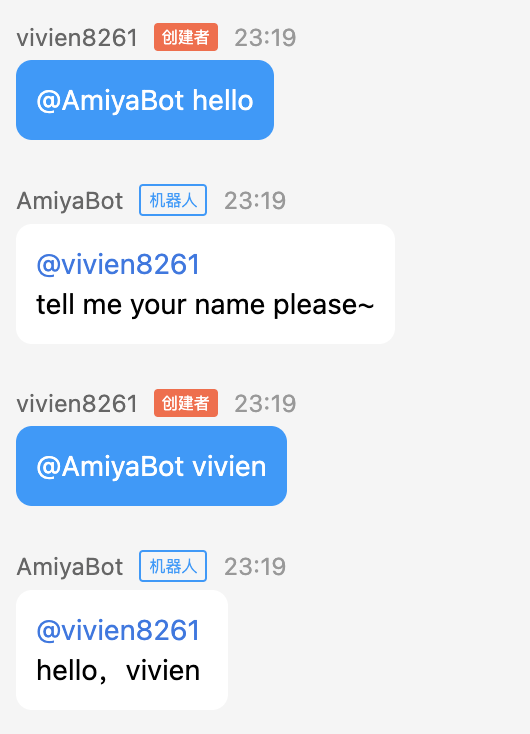 vivien8261 创建者 23:19
@AmiyaBot hello
AmiyaBot 机器人 23:19
@vivien8261
tell me your name please~
vivien8261 创建者 23:19
@AmiyaBot vivien
AmiyaBot 机器人 23:19
@vivien8261
hello，vivien